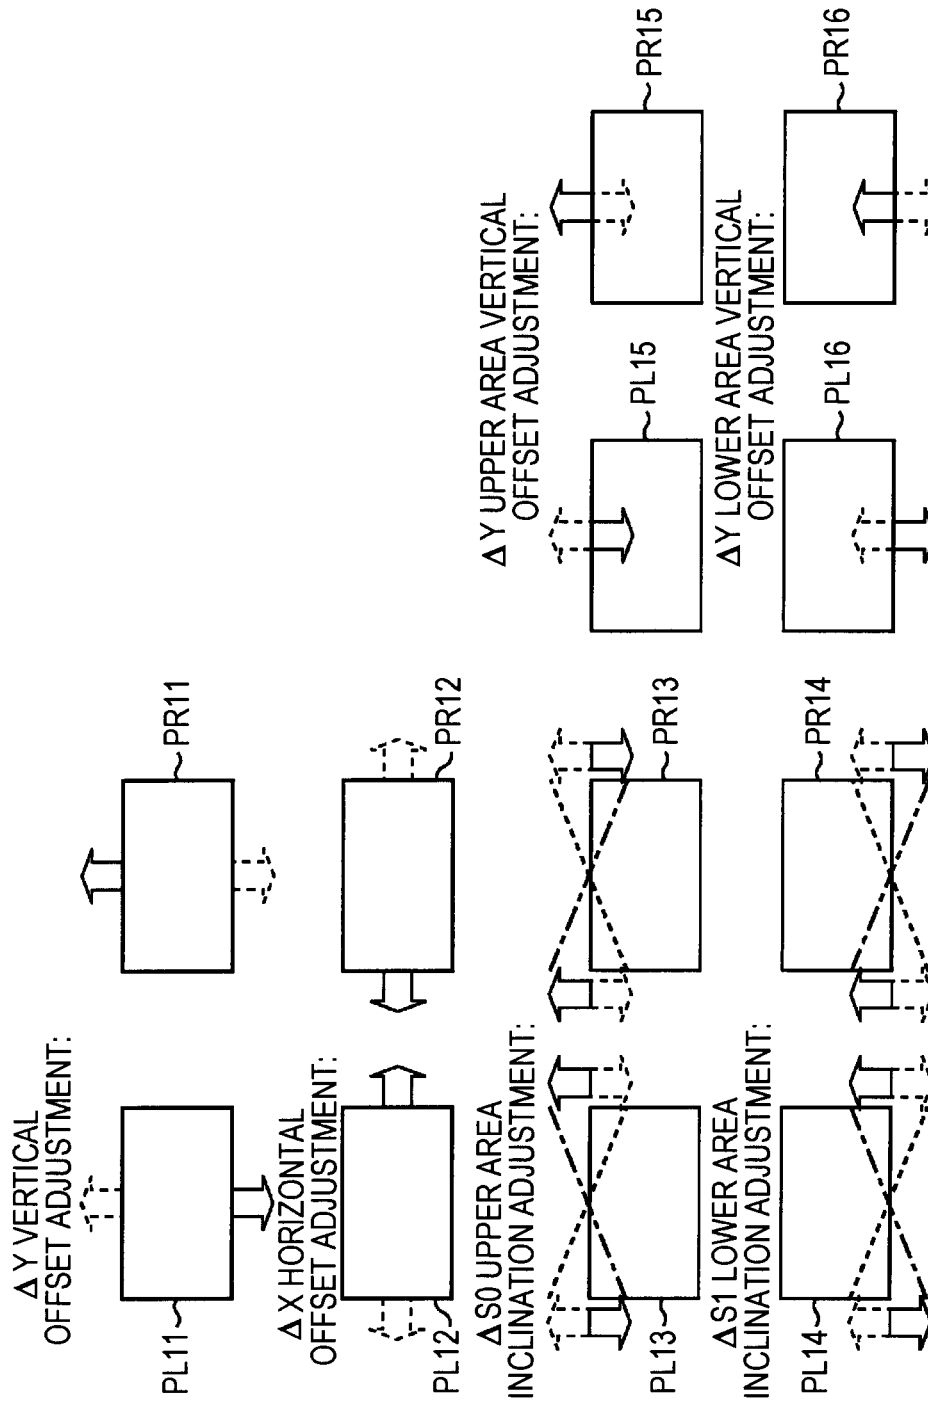 ΔY VERTICAL
OFFSET ADJUSTMENT:
PL11
PR11
ΔX HORIZONTAL
OFFSET ADJUSTMENT:
PL12
PR12
ΔS0 UPPER AREA
INCLINATION ADJUSTMENT:
PL13
PR13
ΔS1 LOWER AREA
INCLINATION ADJUSTMENT:
PL14
PR14
ΔY UPPER AREA VERTICAL
OFFSET ADJUSTMENT:
PL15
PR15
ΔY LOWER AREA VERTICAL
OFFSET ADJUSTMENT:
PL16
PR16